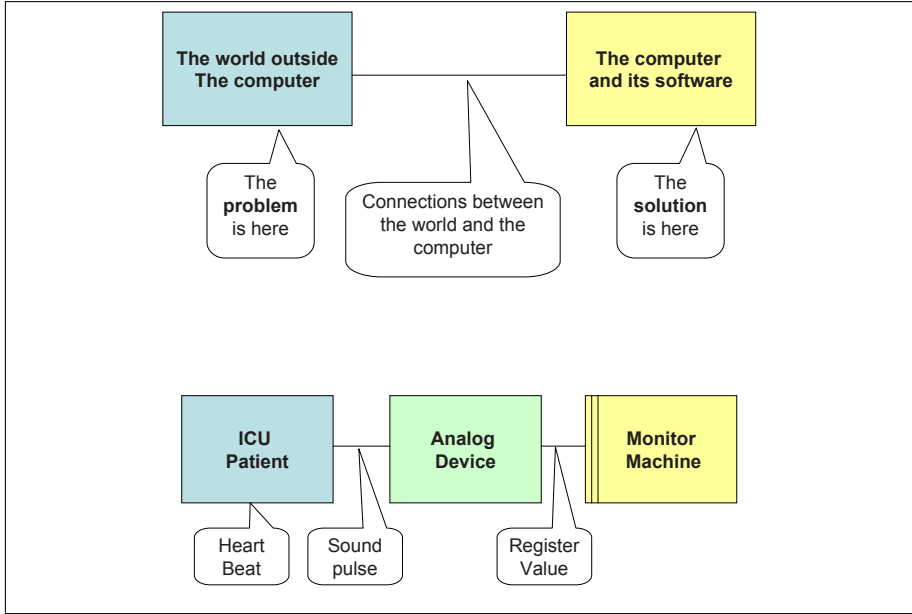 The world outside
The computer
The computer
and its software
The
problem
is here
Connections between
the world and the
computer
The
solution
is here
ICU
Patient
Analog
Device
Monitor
Machine
Heart
Beat
Sound
pulse
Register
Value